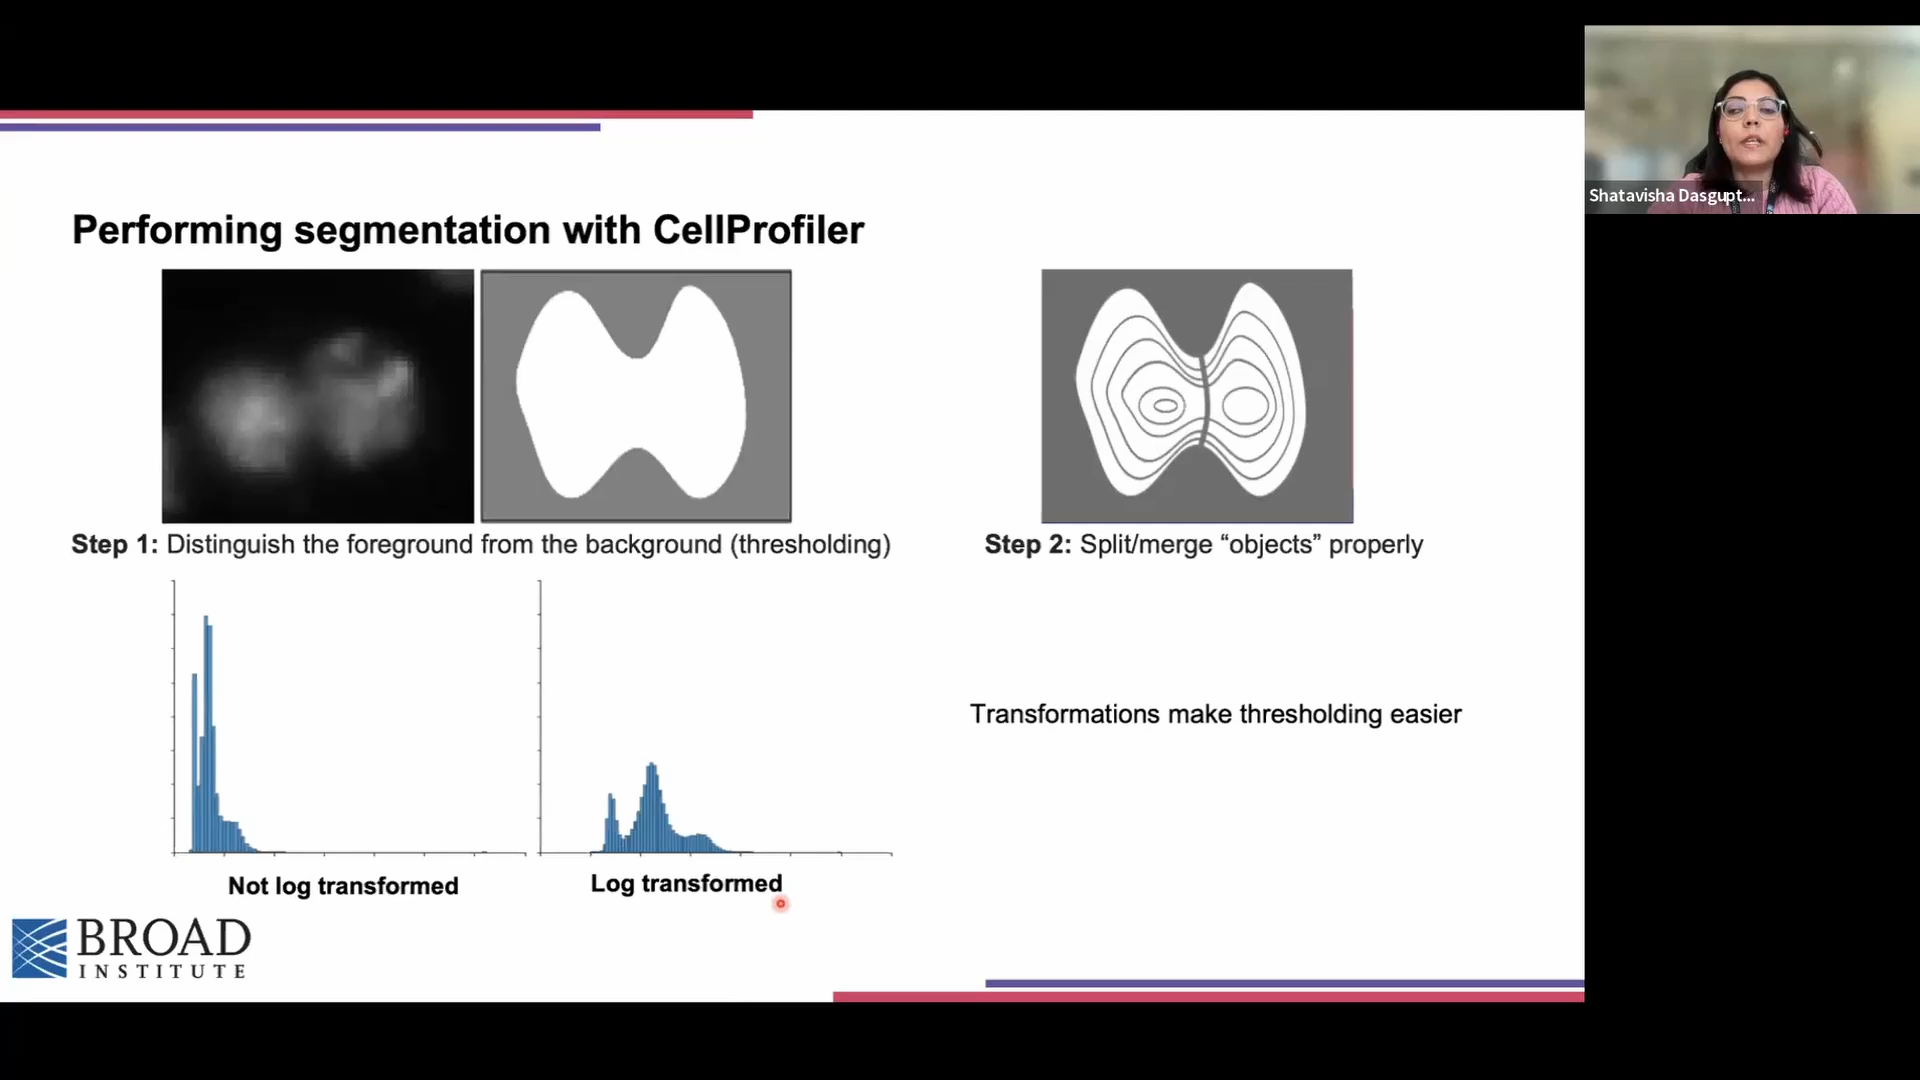 Shatavisha Dasgupt...
Performing segmentation with CellProfiler
Step 1: Distinguish the foreground from the background (thresholding)
Step 2: Split/merge “objects” properly
Transformations make thresholding easier
Not log transformed
Log transformed
BROAD
INSTITUTE